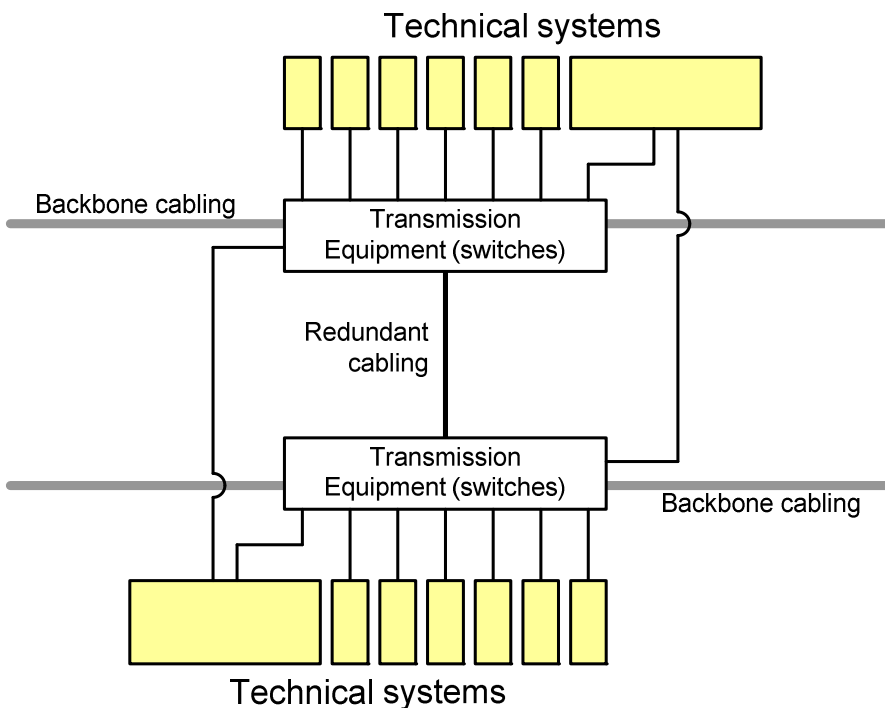 Technical systems
Backbone cabling
Transmission
Equipment (switches)
Redundant
cabling
Transmission
Equipment (switches)
Backbone cabling
Technical systems